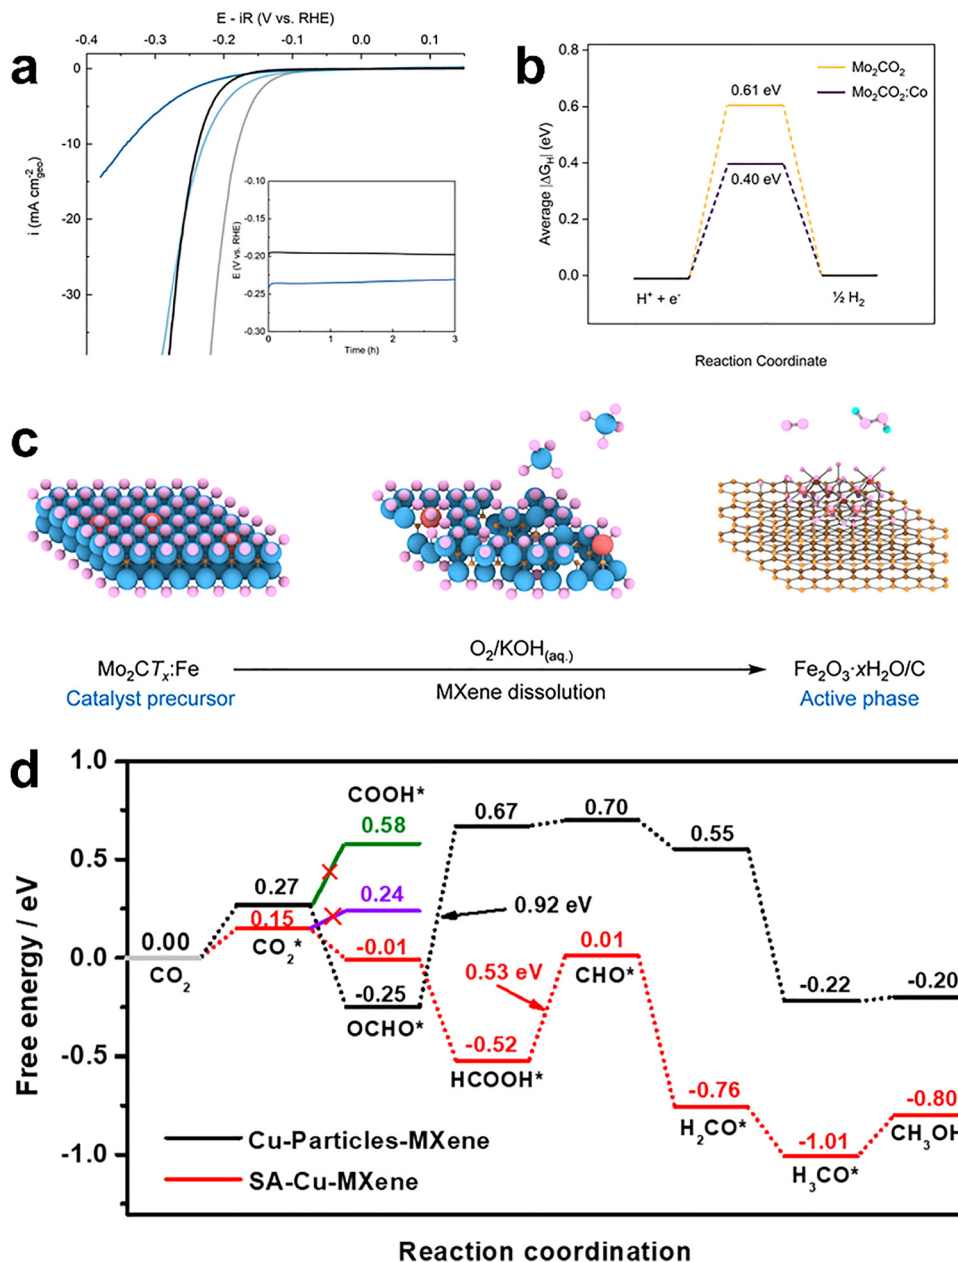 a
E - iR (V vs. RHE)
-0.4 -0.3 -0.2 -0.1 0.0 0.1
0
-10
-20
-30
i (mA cm⁻²geo)
-0.10
-0.15
-0.20
-0.25
-0.30
E (V vs. RHE)
0 1 2 3
Time (h)
b
0.8
0.6
0.4
0.2
0.0
Average |ΔGH| (eV)
Mo₂CO₂
Mo₂CO₂:Co
0.61 eV
0.40 eV
H⁺ + e⁻
½ H₂
Reaction Coordinate
c
Mo₂CTₓ:Fe
Catalyst precursor
O₂/KOH(aq.)
MXene dissolution
Fe₂O₃·xH₂O/C
Active phase
d
1.0
0.5
0.0
-0.5
-1.0
Free energy / eV
0.00
CO₂
0.27
0.15
CO₂*
COOH*
0.58
0.24
-0.01
-0.25
OCHO*
0.67
0.92 eV
-0.52
HCOOH*
0.53 eV
0.70
0.01
CHO*
0.55
-0.76
H₂CO*
-0.22
-1.01
H₃CO*
-0.20
-0.80
CH₃OH
Cu-Particles-MXene
SA-Cu-MXene
Reaction coordination